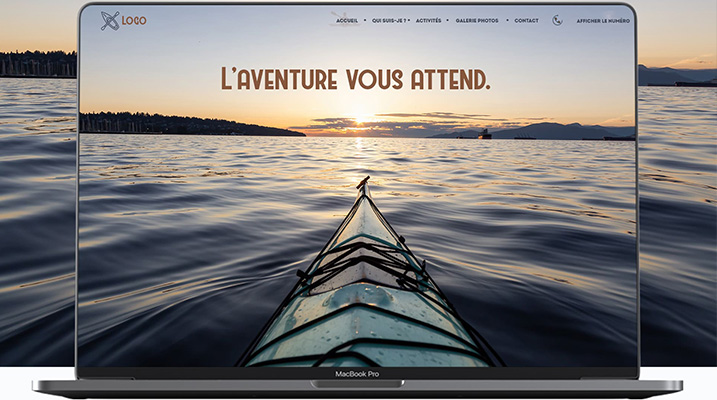 LOGO
ACCUEIL • QUI SUIS-JE ? • ACTIVITÉS • GALERIE PHOTOS • CONTACT AFFICHER LE NUMÉRO
L'AVENTURE VOUS ATTEND.
MacBook Pro